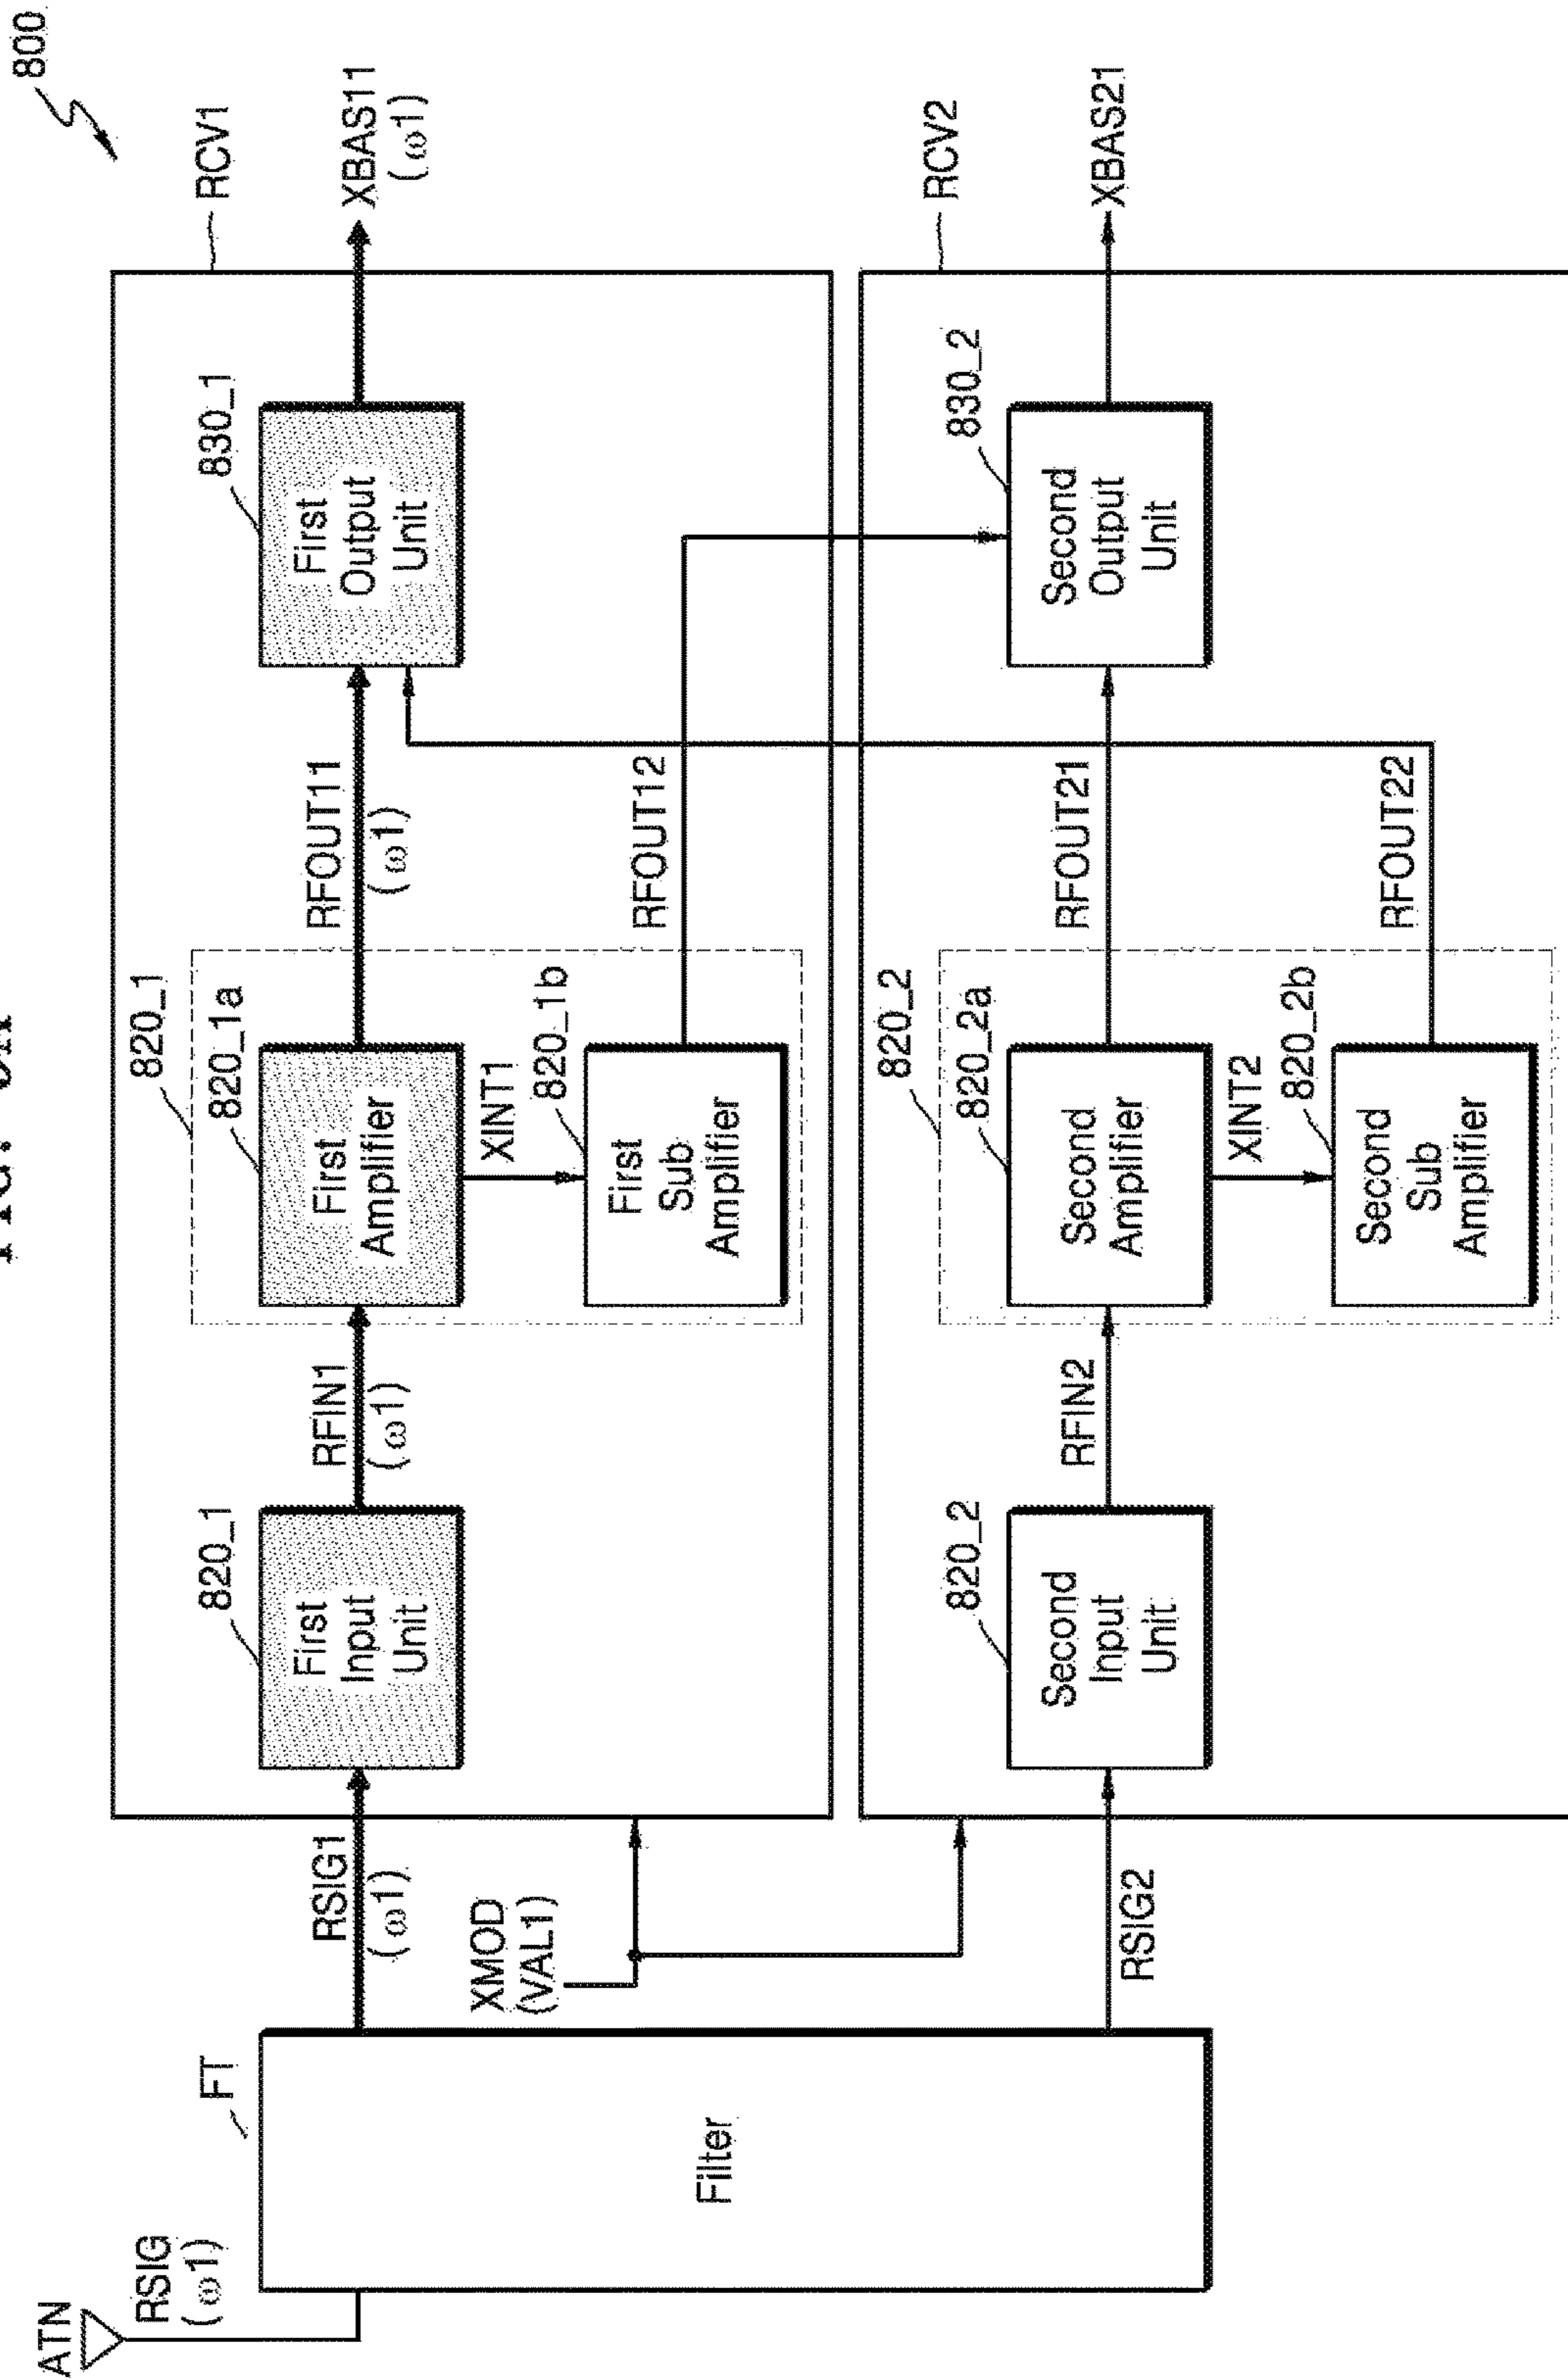 800
ATN
RSIG
(ω1)
FT
Filter
RSIG1
(ω1)
XMOD
(VAL1)
RSIG2
RCV1
820_1
First
Input
Unit
RFIN1
(ω1)
820_1
820_1a
First
Amplifier
XINT1
820_1b
First
Sub
Amplifier
RFOUT11
(ω1)
RFOUT12
830_1
First
Output
Unit
XBAS11
(ω1)
RCV2
820_2
Second
Input
Unit
RFIN2
820_2
820_2a
Second
Amplifier
XINT2
820_2b
Second
Sub
Amplifier
RFOUT21
RFOUT22
830_2
Second
Output
Unit
XBAS21